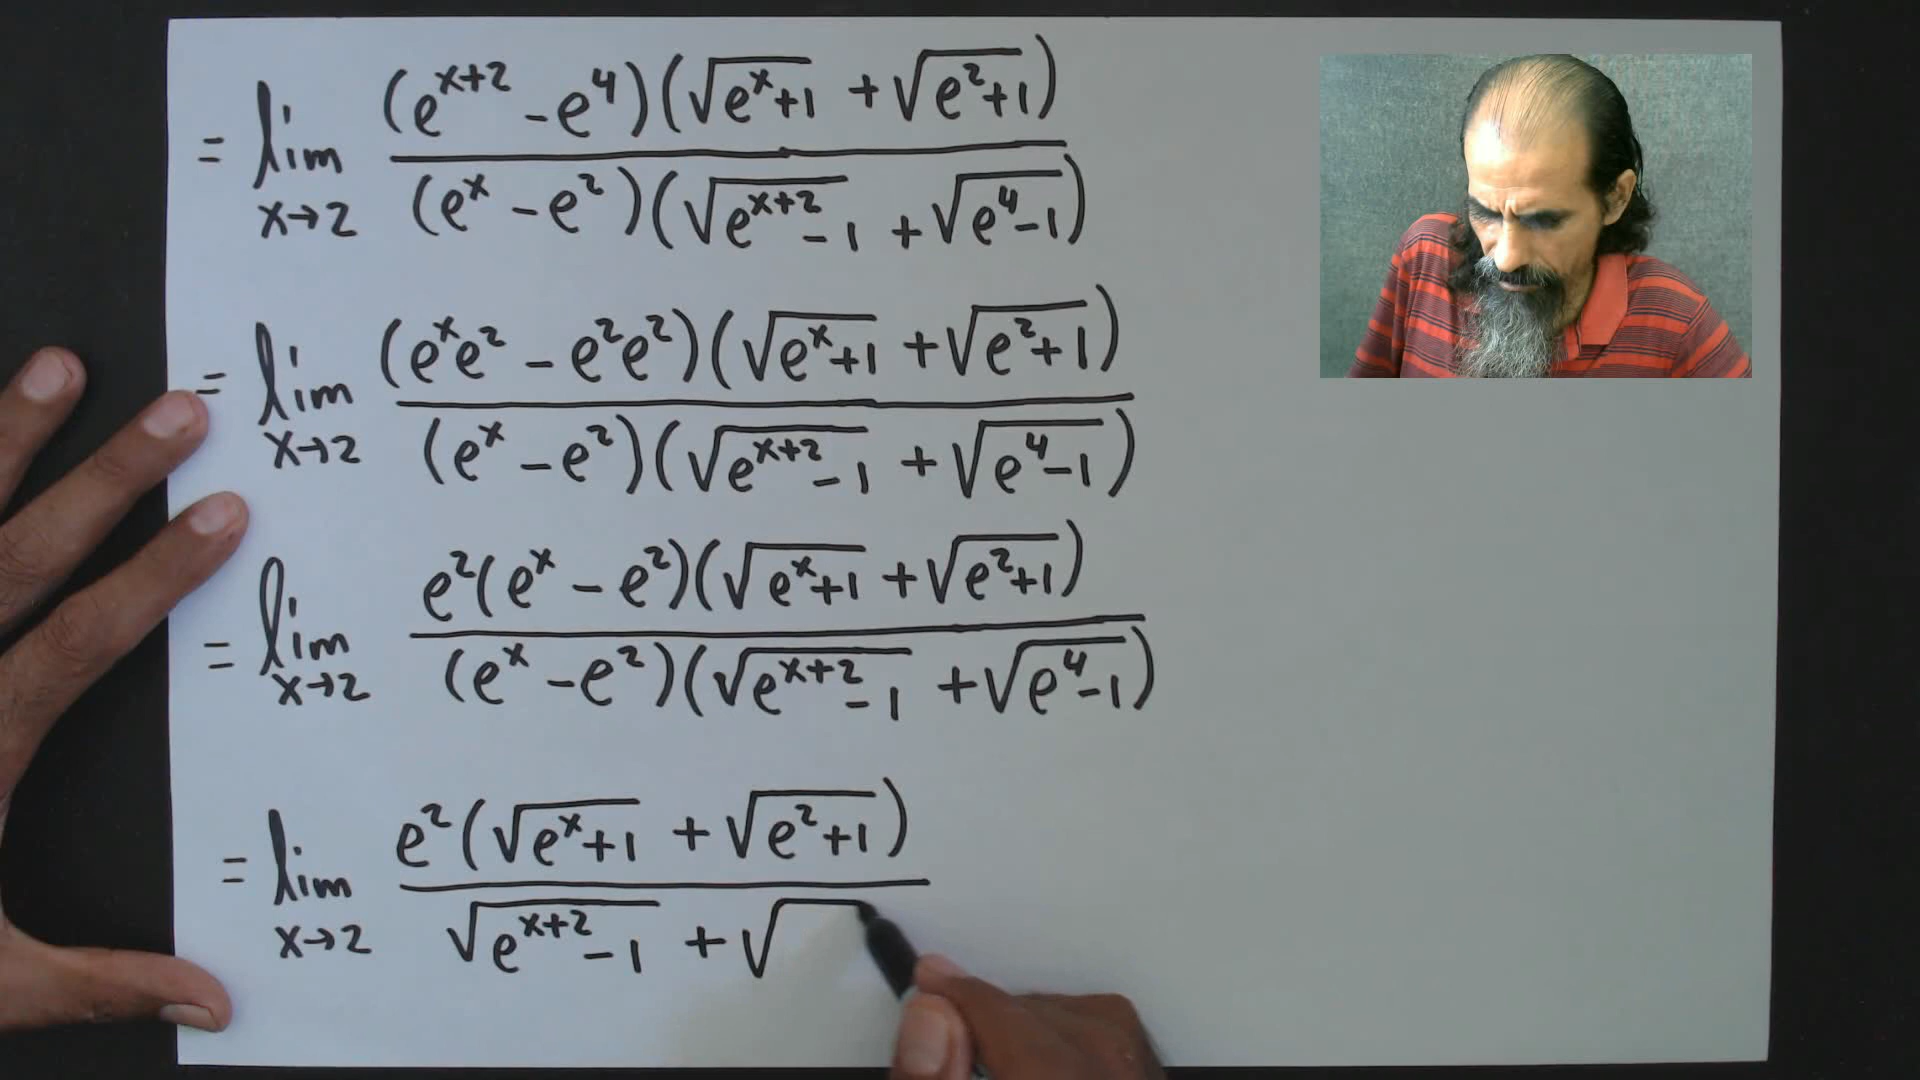 = lim x→2 (e^{x+2} - e^4)(√(e^x+1) + √(e^2+1)) / (e^x - e^2)(√(e^{x+2}-1) + √(e^4-1))
= lim x→2 (e^x e^2 - e^2 e^2)(√(e^x+1) + √(e^2+1)) / (e^x - e^2)(√(e^{x+2}-1) + √(e^4-1))
= lim x→2 e^2(e^x - e^2)(√(e^x+1) + √(e^2+1)) / (e^x - e^2)(√(e^{x+2}-1) + √(e^4-1))
= lim x→2 e^2(√(e^x+1) + √(e^2+1)) / √(e^{x+2}-1) + √